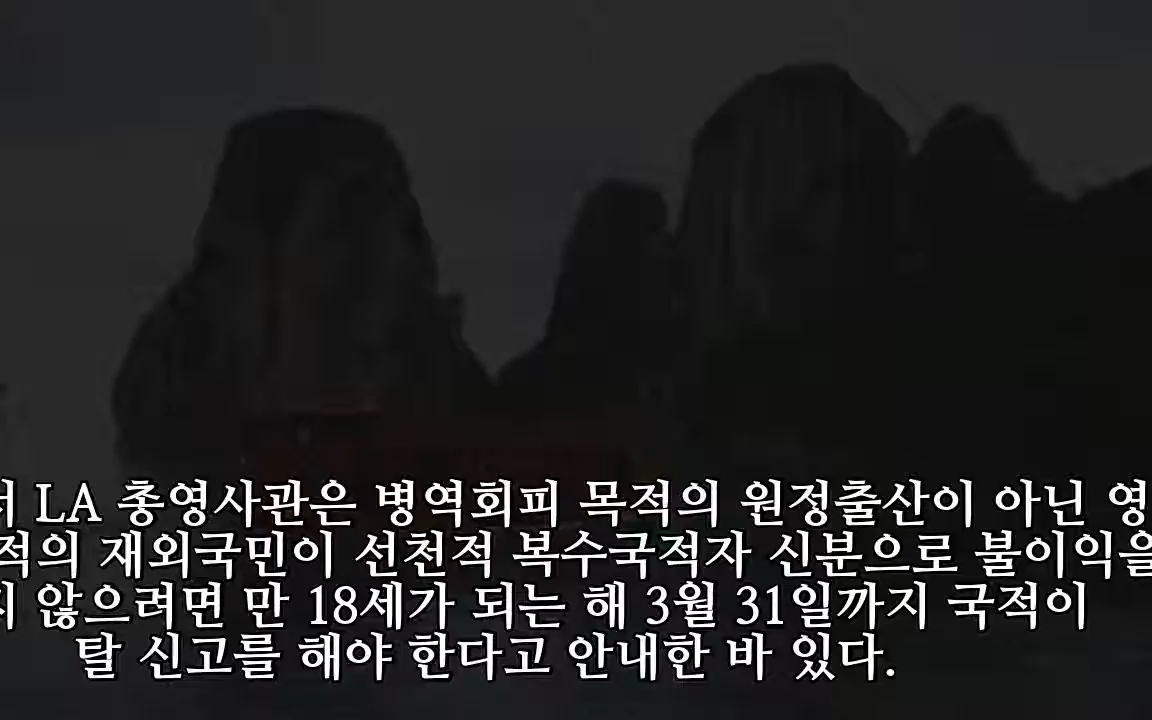 LA 총영사관은 병역회피 목적의 원정출산이 아닌 영
적의 재외국민이 선천적 복수국적자 신분으로 불이익을
않으려면 만 18세가 되는 해 3월 31일까지 국적이
탈 신고를 해야 한다고 안내한 바 있다.